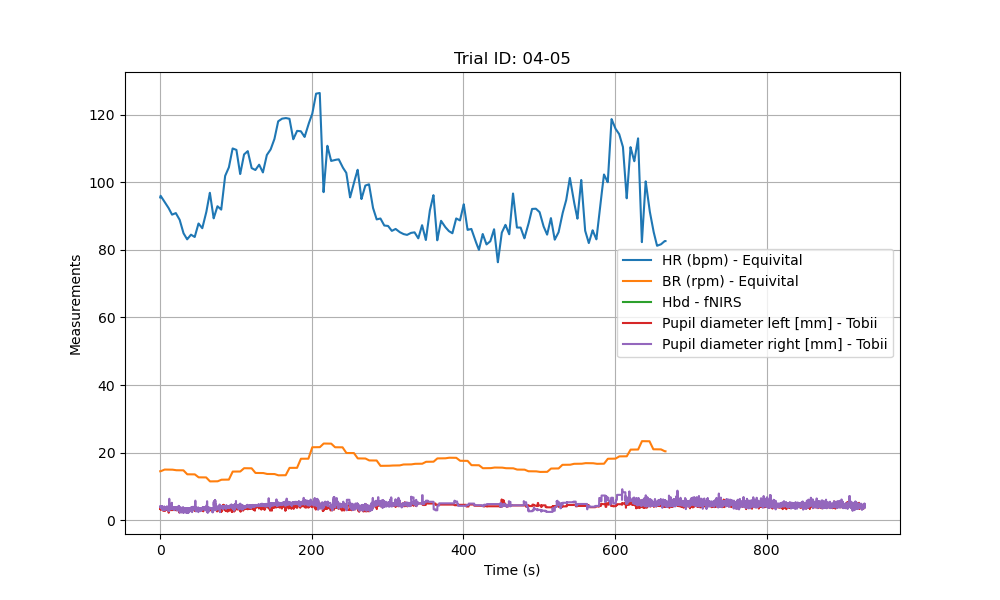 Trial ID: 04-05
Measurements
120
100
80
60
40
20
0
HR (bpm) - Equivital
BR (rpm) - Equivital
Hbd - fNIRS
Pupil diameter left [mm] - Tobii
Pupil diameter right [mm] - Tobii
0 200 400 600 800
Time (s)